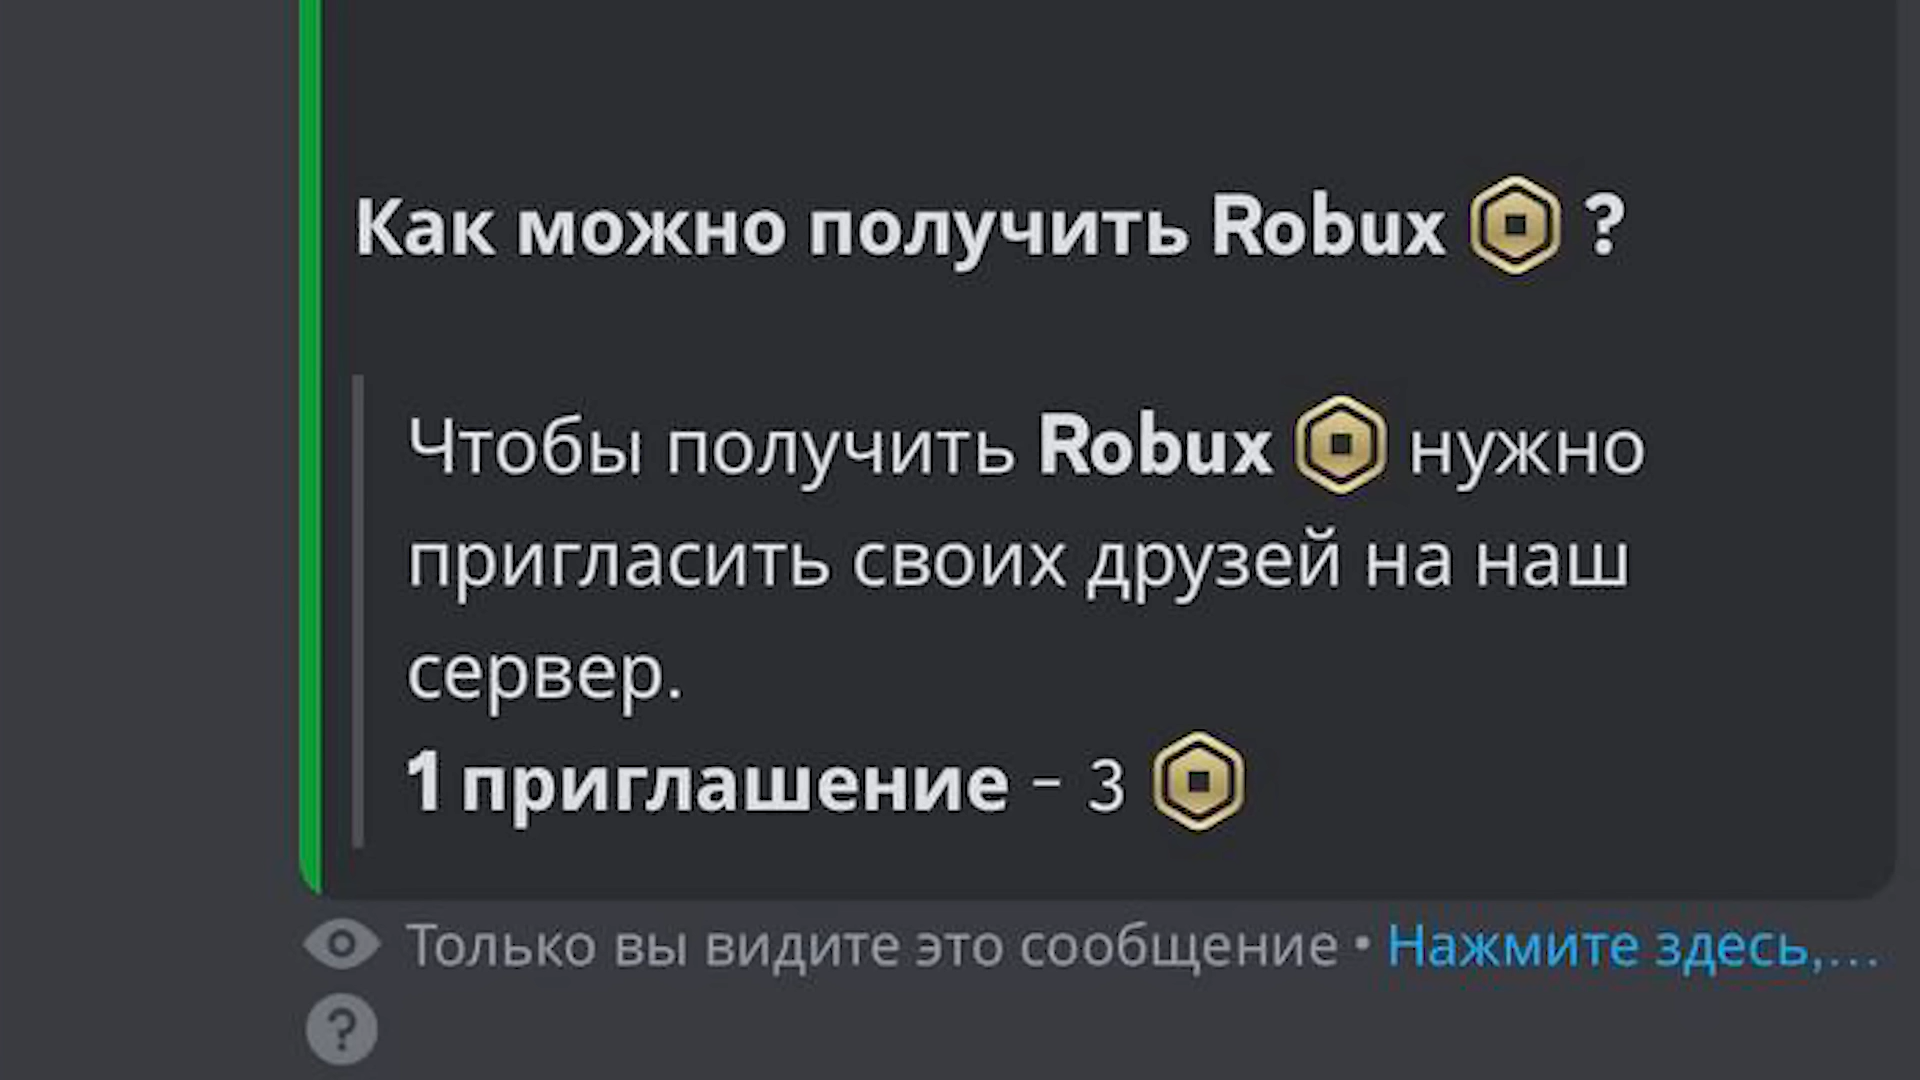 Как можно получить Robux ?
Чтобы получить Robux нужно
пригласить своих друзей на наш
сервер.
1 приглашение - 3
Только вы видите это сообщение • Нажмите здесь,...
?